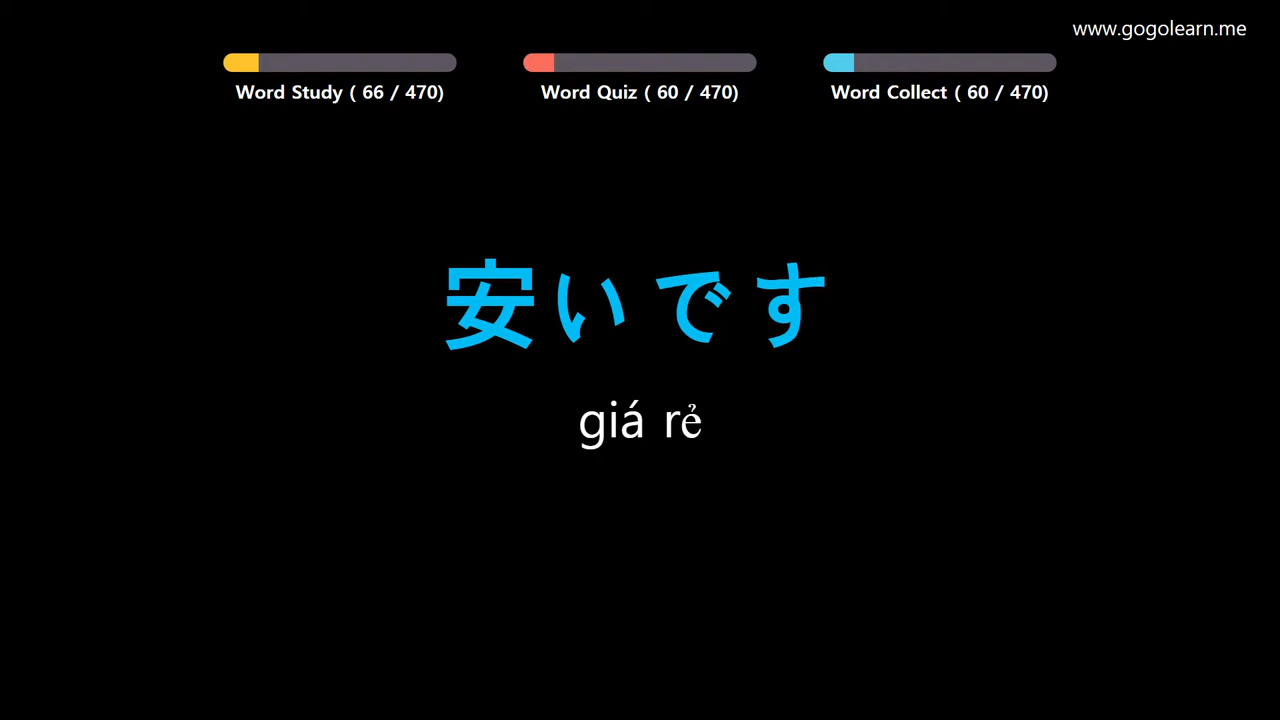 www.gogolearn.me
Word Study ( 66 / 470)
Word Quiz ( 60 / 470)
Word Collect ( 60 / 470)
安いです
giá rẻ